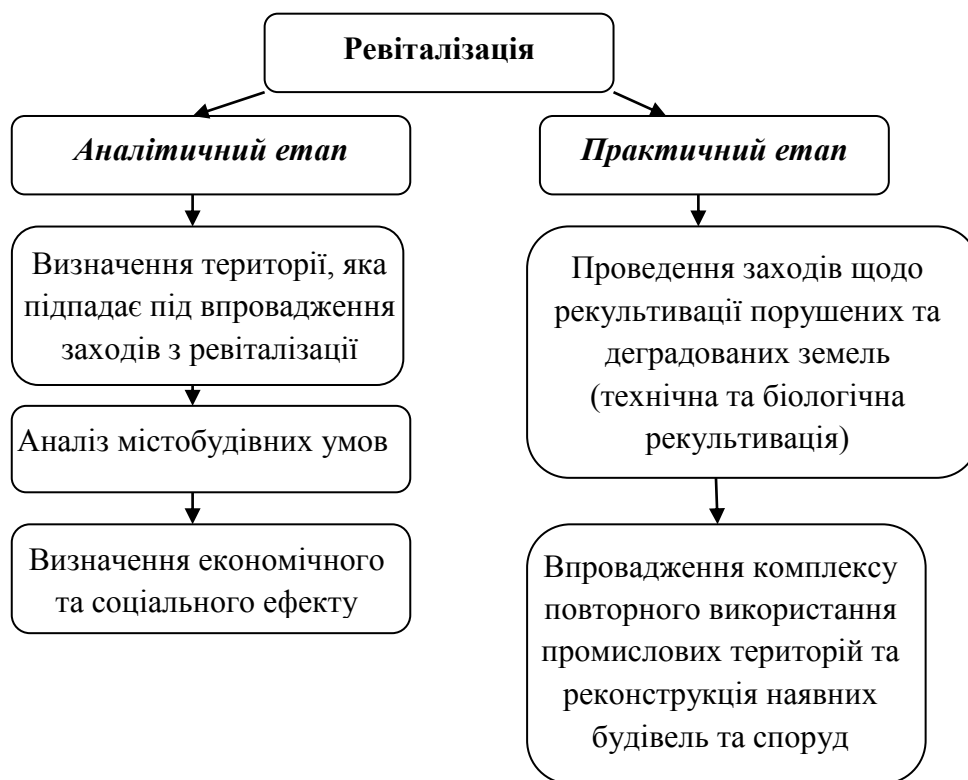 Ревіталізація
Аналітичний етап
Визначення території, яка
підпадає під впровадження
заходів з ревіталізації
Аналіз містобудівних умов
Визначення економічного
та соціального ефекту
Практичний етап
Проведення заходів щодо
рекультивації порушених та
деградованих земель
(технічна та біологічна
рекультивація)
Впровадження комплексу
повторного використання
промислових територій та
реконструкція наявних
будівель та споруд